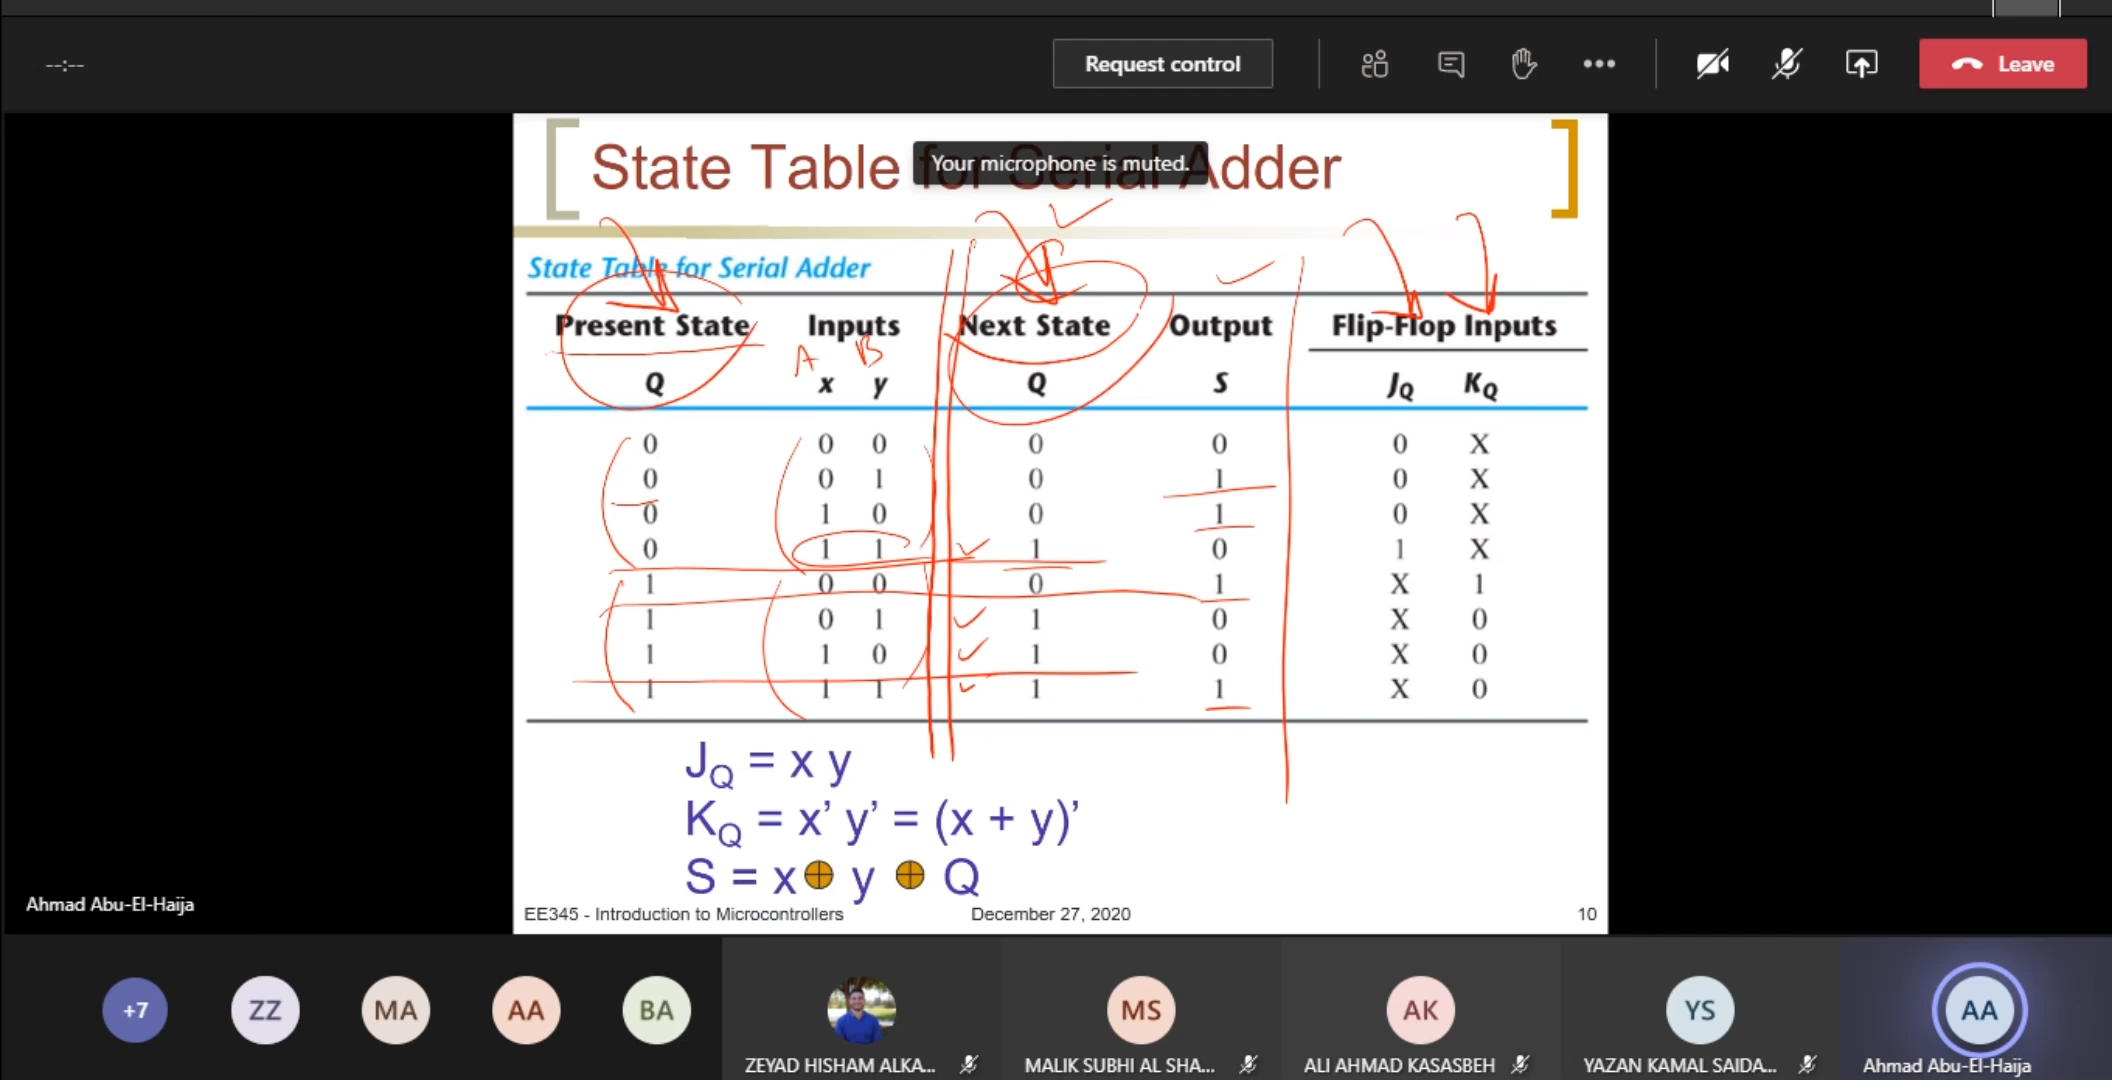 --:--
Request control
Leave
State Table for Serial Adder
Your microphone is muted.
State Table for Serial Adder
Present State Inputs Next State Output Flip-Flop Inputs
A B
Q x y Q S JQ KQ
0 0 0 0 0 0 X
0 0 1 0 1 0 X
0 1 0 0 1 0 X
0 1 1 1 0 1 X
1 0 0 0 1 X 1
1 0 1 1 0 X 0
1 1 0 1 0 X 0
1 1 1 1 1 X 0
JQ = x y
KQ = x’ y’ = (x + y)’
S = x ⊕ y ⊕ Q
EE345 - Introduction to Microcontrollers December 27, 2020 10
Ahmad Abu-El-Haija
+7 ZZ MA AA BA MS AK YS AA
ZEYAD HISHAM ALKA... MALIK SUBHI AL SHA... ALI AHMAD KASASBEH YAZAN KAMAL SAIDA... Ahmad Abu-El-Haija